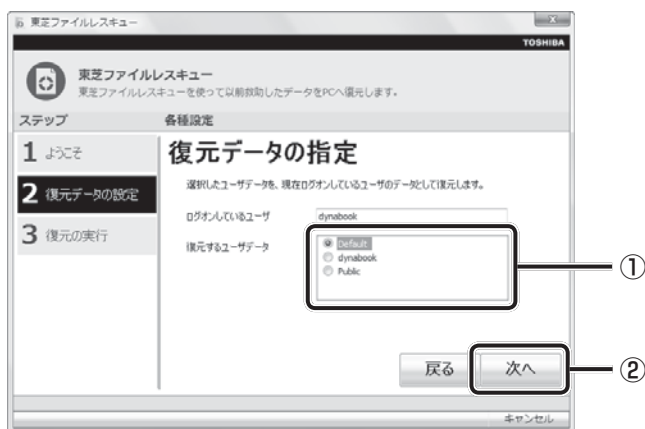 東芝ファイルレスキュー
TOSHIBA
東芝ファイルレスキュー
東芝ファイルレスキューを使って以前救助したデータをPCへ復元します。
ステップ 各種設定
1 ようこそ
2 復元データの設定
3 復元の実行
復元データの指定
選択したユーザデータを、現在ログオンしているユーザのデータとして復元します。
ログオンしているユーザ dynabook
復元するユーザデータ Default
dynabook
Public
①
戻る 次へ
②
キャンセル